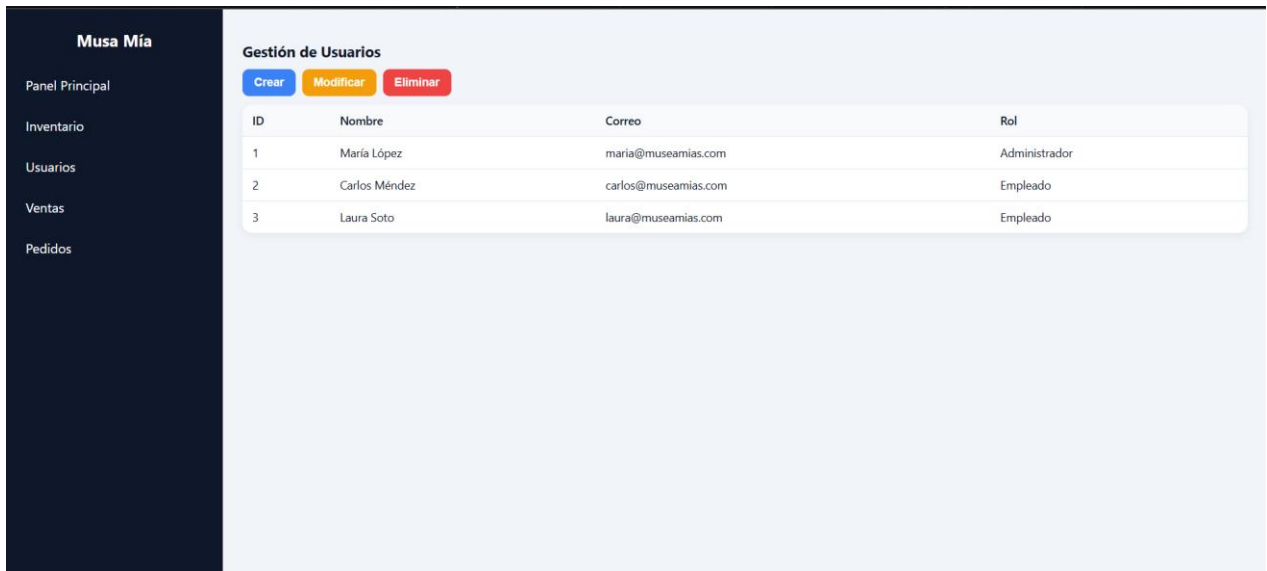 Musa Mía
Panel Principal
Inventario
Usuarios
Ventas
Pedidos
Gestión de Usuarios
Crear Modificar Eliminar
ID Nombre Correo Rol
1 María López maria@museamias.com Administrador
2 Carlos Méndez carlos@museamias.com Empleado
3 Laura Soto laura@museamias.com Empleado